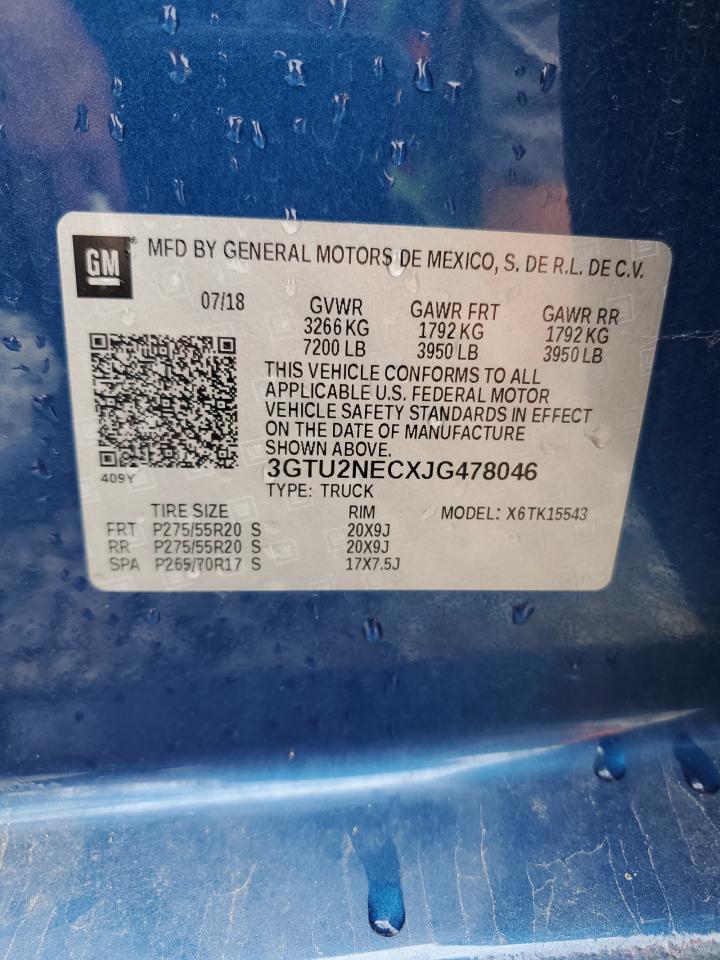 GM MFD BY GENERAL MOTORS DE MEXICO, S. DE R.L. DE C.V.
07/18 GVWR GAWR FRT GAWR RR
3266 KG 1792 KG 1792 KG
7200 LB 3950 LB 3950 LB
THIS VEHICLE CONFORMS TO ALL
APPLICABLE U.S. FEDERAL MOTOR
VEHICLE SAFETY STANDARDS IN EFFECT
ON THE DATE OF MANUFACTURE
SHOWN ABOVE.
409Y 3GTU2NECXJG478046
TYPE: TRUCK
TIRE SIZE RIM MODEL: X6TK15543
FRT P275/55R20 S 20X9J
RR P275/55R20 S 20X9J
SPA P265/70R17 S 17X7.5J